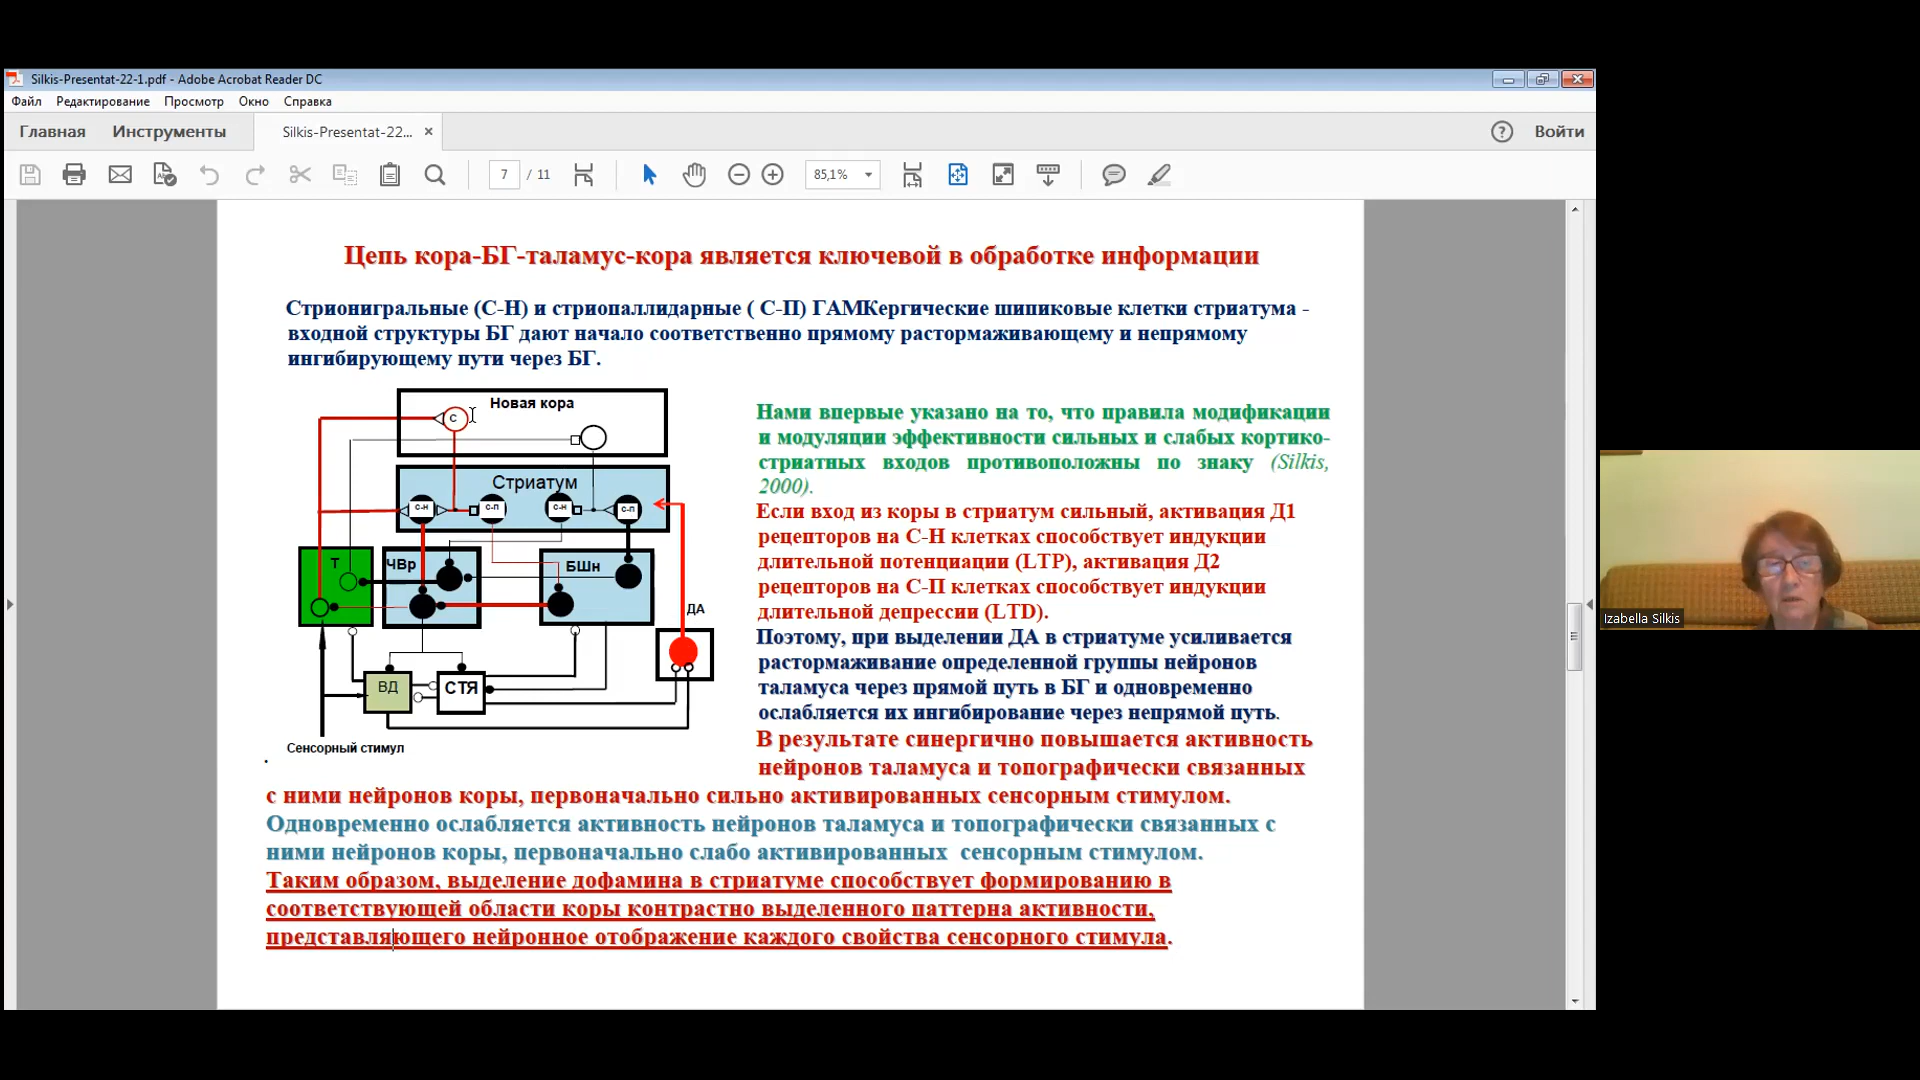 Silkis-Presentat-22-1.pdf - Adobe Acrobat Reader DC
Файл Редактирование Просмотр Окно Справка
Главная Инструменты Silkis-Presentat-22... × Войти
7 / 11 85,1%
Цепь кора-БГ-таламус-кора является ключевой в обработке информации
Стрионигральные (С-Н) и стриопаллидарные ( С-П) ГАМКергические шипиковые клетки стриатума -
входной структуры БГ дают начало соответственно прямому растормаживающему и непрямому
ингибирующему пути через БГ.
Новая кора
С
Стриатум
С-Н С-П С-Н С-П
Т
ЧВр
БШн
ДА
ВД
СТЯ
Сенсорный стимул
.
Нами впервые указано на то, что правила модификации
и модуляции эффективности сильных и слабых кортико-
стриатных входов противоположны по знаку (Silkis,
2000).
Если вход из коры в стриатум сильный, активация Д1
рецепторов на С-Н клетках способствует индукции
длительной потенциации (LTP), активация Д2
рецепторов на С-П клетках способствует индукции
длительной депрессии (LTD).
Поэтому, при выделении ДА в стриатуме усиливается
растормаживание определенной группы нейронов
таламуса через прямой путь в БГ и одновременно
ослабляется их ингибирование через непрямой путь.
В результате синергично повышается активность
нейронов таламуса и топографически связанных
с ними нейронов коры, первоначально сильно активированных сенсорным стимулом.
Одновременно ослабляется активность нейронов таламуса и топографически связанных с
ними нейронов коры, первоначально слабо активированных сенсорным стимулом.
Таким образом, выделение дофамина в стриатуме способствует формированию в
соответствующей области коры контрастно выделенного паттерна активности,
представляющего нейронное отображение каждого свойства сенсорного стимула.
Izabella Silkis